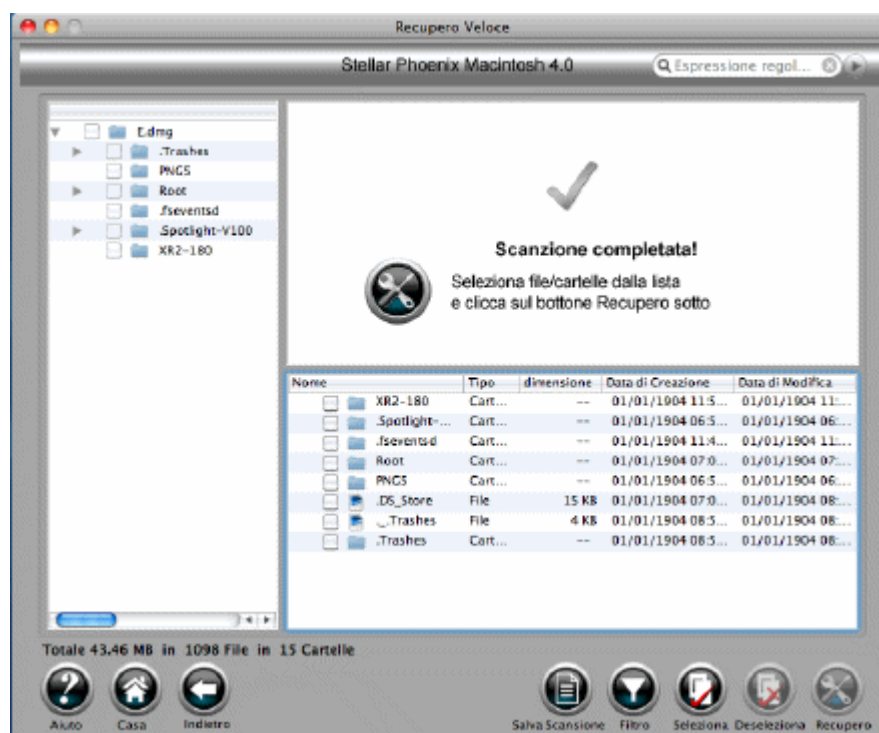 Recupero Veloce
Stellar Phoenix Macintosh 4.0
Espressione regol...
E.dmg
.Trashes
PNG5
Root
.fseventsd
.Spotlight-V100
XR2-180
Scanzione completata!
Seleziona file/cartelle dalla lista
e clicca sul bottone Recupero sotto
Nome Tipo dimensione Data di Creazione Data di Modifica
XR2-180 Cart... -- 01/01/1904 11:5... 01/01/1904 11:...
.Spotlight-... Cart... -- 01/01/1904 06:5... 01/01/1904 06:...
.fseventsd Cart... -- 01/01/1904 11:4... 01/01/1904 11:...
Root Cart... -- 01/01/1904 07:0... 01/01/1904 07:...
PNG5 Cart... -- 01/01/1904 06:5... 01/01/1904 06:...
.DS_Store File 15 KB 01/01/1904 07:0... 01/01/1904 08:...
._.Trashes File 4 KB 01/01/1904 08:5... 01/01/1904 08:...
.Trashes Cart... -- 01/01/1904 08:5... 01/01/1904 08:...
Totale 43.46 MB in 1098 File in 15 Cartelle
Aiuto Casa Indietro Salva Scansione Filtro Seleziona Deseleziona Recupero